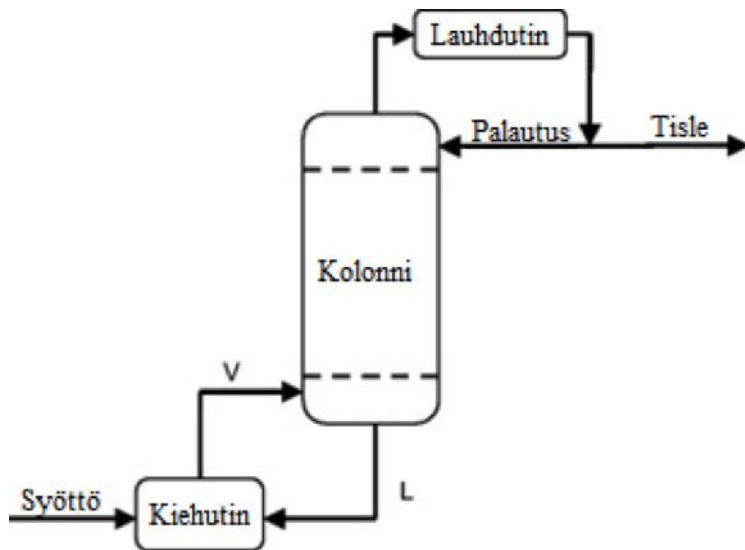 Lauhdutin
Palautus
Tisle
Kolonni
V
L
Syöttö
Kiehutin